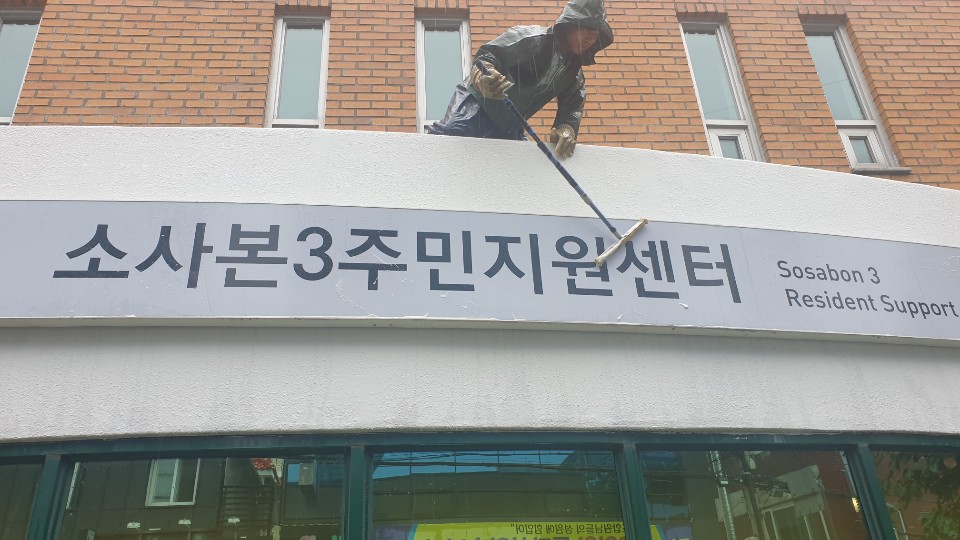 소사본3주민지원센터
Sosabon 3
Resident Support